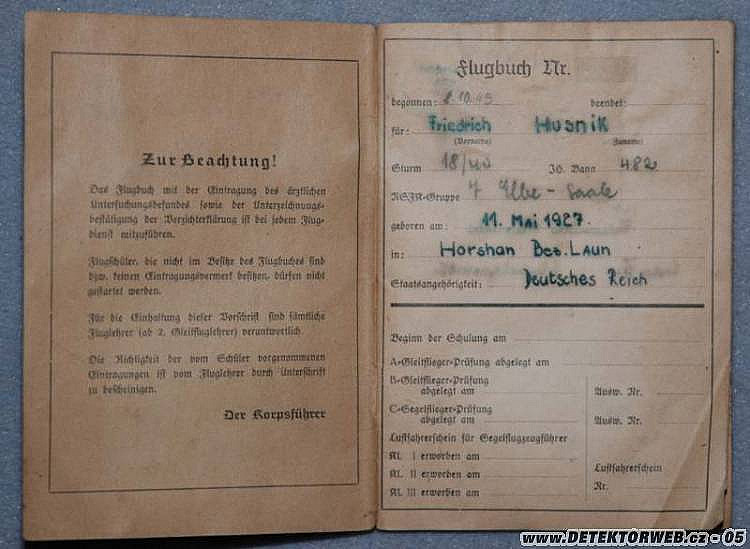 Zur Beachtung!
Das Flugbuch mit der Eintragung des ärztlichen
Untersuchungsbefundes sowie der Unterzeichnungs-
bestätigung der Verzichterklärung ist bei jedem Flug-
dienst mitzuführen.
Flugschüler, die nicht im Besitze des Flugbuches sind
bzw. keinen Eintragungsvermerk besitzen, dürfen nicht
gestartet werden.
Für die Einhaltung dieser Vorschrift sind sämtliche
Fluglehrer (ab 2. Gleitfluglehrer) verantwortlich.
Die Richtigkeit der vom Schüler vorgenommenen
Eintragungen ist vom Fluglehrer durch Unterschrift
zu bescheinigen.
Der Korpsführer
Flugbuch Nr.
begonnen: 8.10.43 beendet:
für: Friedrich Husnik
(Vorname) (Zuname)
Sturm 18/40 IG. Bann 482
NSFK-Gruppe 7 Elbe-Saale
geboren am: 11. Mai 1927.
in: Horshan Bez. Laun
Staatsangehörigkeit: Deutsches Reich
Beginn der Schulung am
A-Gleitflieger-Prüfung abgelegt am
B-Gleitflieger-Prüfung
abgelegt am Ausw. Nr.
C-Segelflieger-Prüfung
abgelegt am Ausw. Nr.
Luftfahrerschein für Segelflugzeugführer
Kl. I erworben am
Kl. II erworben am Luftfahrerschein
Kl. III erworben am Nr.
www.DETEKTORWEB.cz - 05